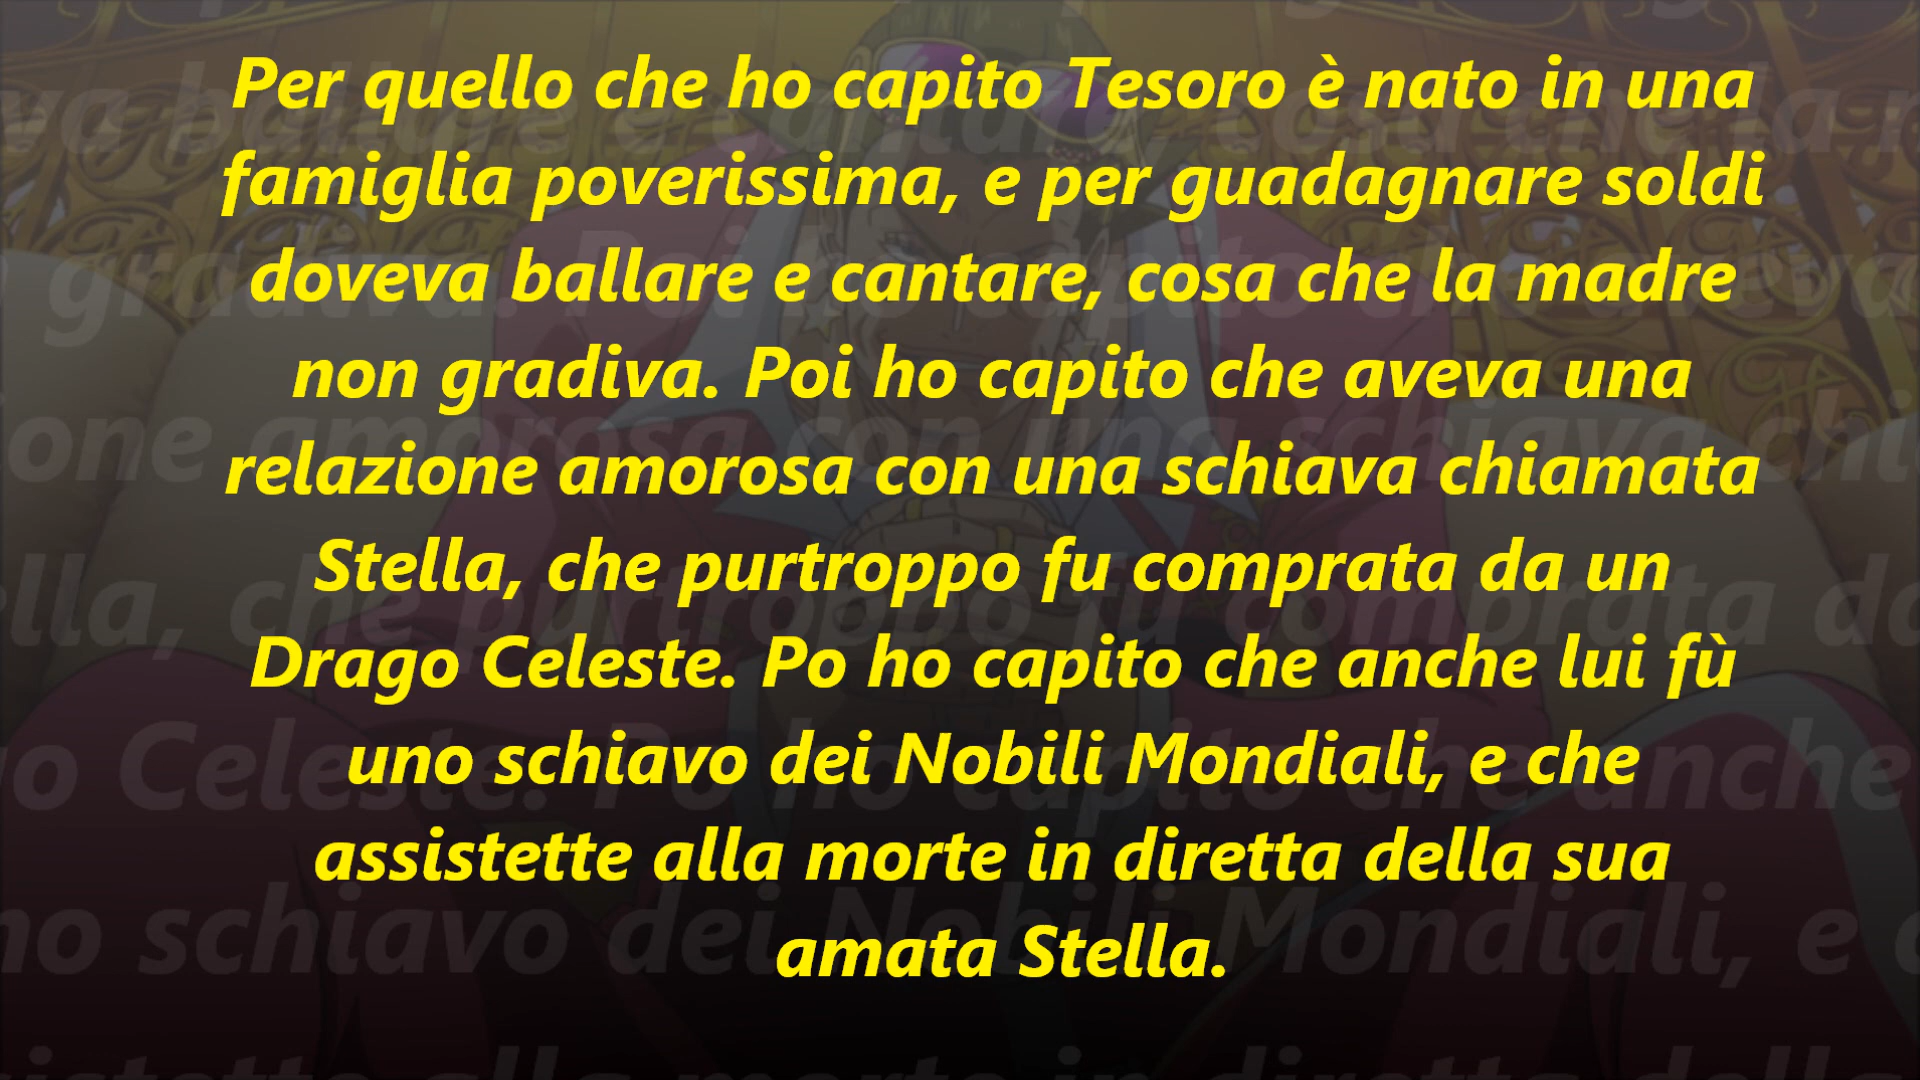 Per quello che ho capito Tesoro è nato in una
famiglia poverissima, e per guadagnare soldi
doveva ballare e cantare, cosa che la madre
non gradiva. Poi ho capito che aveva una
relazione amorosa con una schiava chiamata
Stella, che purtroppo fu comprata da un
Drago Celeste. Po ho capito che anche lui fù
uno schiavo dei Nobili Mondiali, e che
assistette alla morte in diretta della sua
amata Stella.